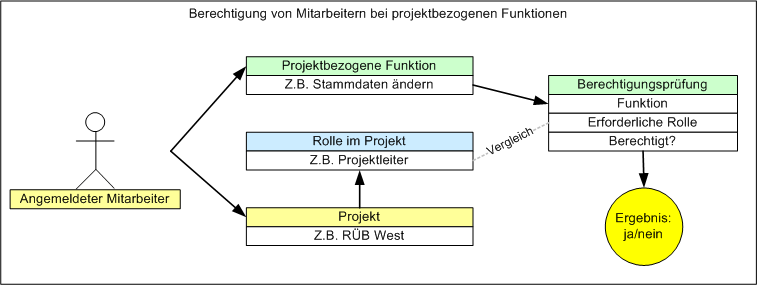 Berechtigung von Mitarbeitern bei projektbezogenen Funktionen
Projektbezogene Funktion
Z.B. Stammdaten ändern
Berechtigungsprüfung
Funktion
Erforderliche Rolle
Berechtigt?
Rolle im Projekt
Z.B. Projektleiter
Vergleich
Angemeldeter Mitarbeiter
Projekt
Z.B. RÜB West
Ergebnis:
ja/nein